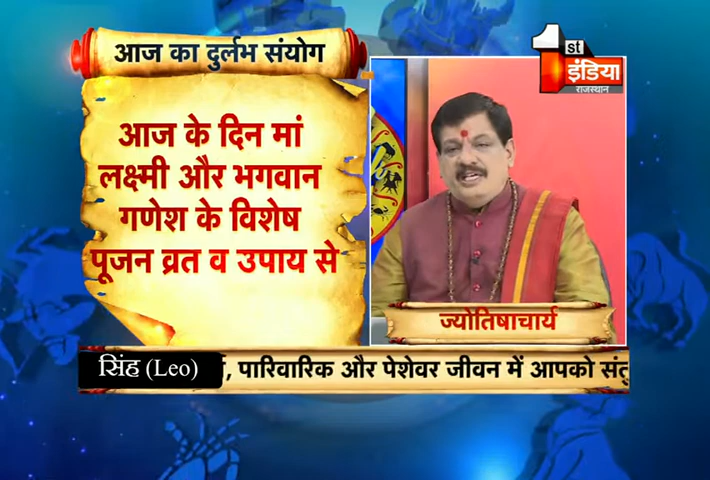 आज का दुर्लभ संयोग
1st
इंडिया
राजस्थान
आज के दिन मां
लक्ष्मी और भगवान
गणेश के विशेष
पूजन व्रत व उपाय से
ज्योतिषाचार्य
सिंह (Leo)
, पारिवारिक और पेशेवर जीवन में आपको संतु